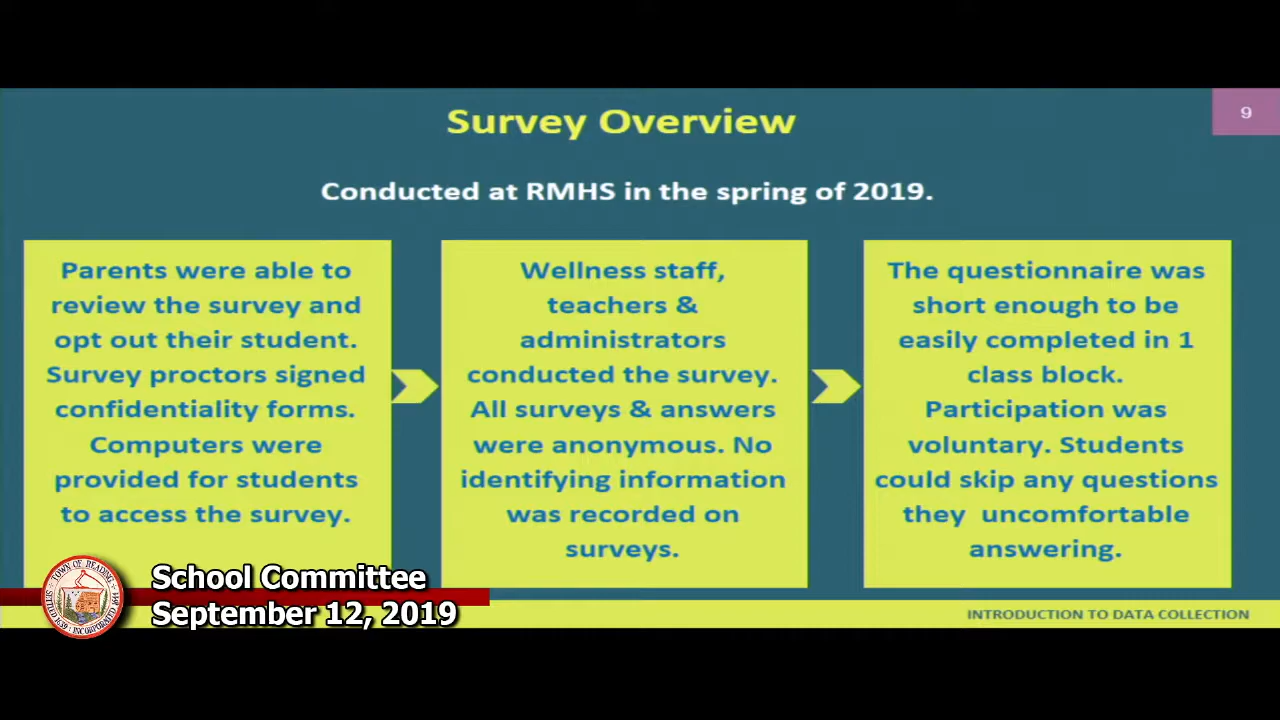 Survey Overview
9
Conducted at RMHS in the spring of 2019.
Parents were able to
review the survey and
opt out their student.
Survey proctors signed
confidentiality forms.
Computers were
provided for students
to access the survey.
Wellness staff,
teachers &
administrators
conducted the survey.
All surveys & answers
were anonymous. No
identifying information
was recorded on
surveys.
The questionnaire was
short enough to be
easily completed in 1
class block.
Participation was
voluntary. Students
could skip any questions
they uncomfortable
answering.
TOWN OF READING
School Committee
September 12, 2019
INTRODUCTION TO DATA COLLECTION